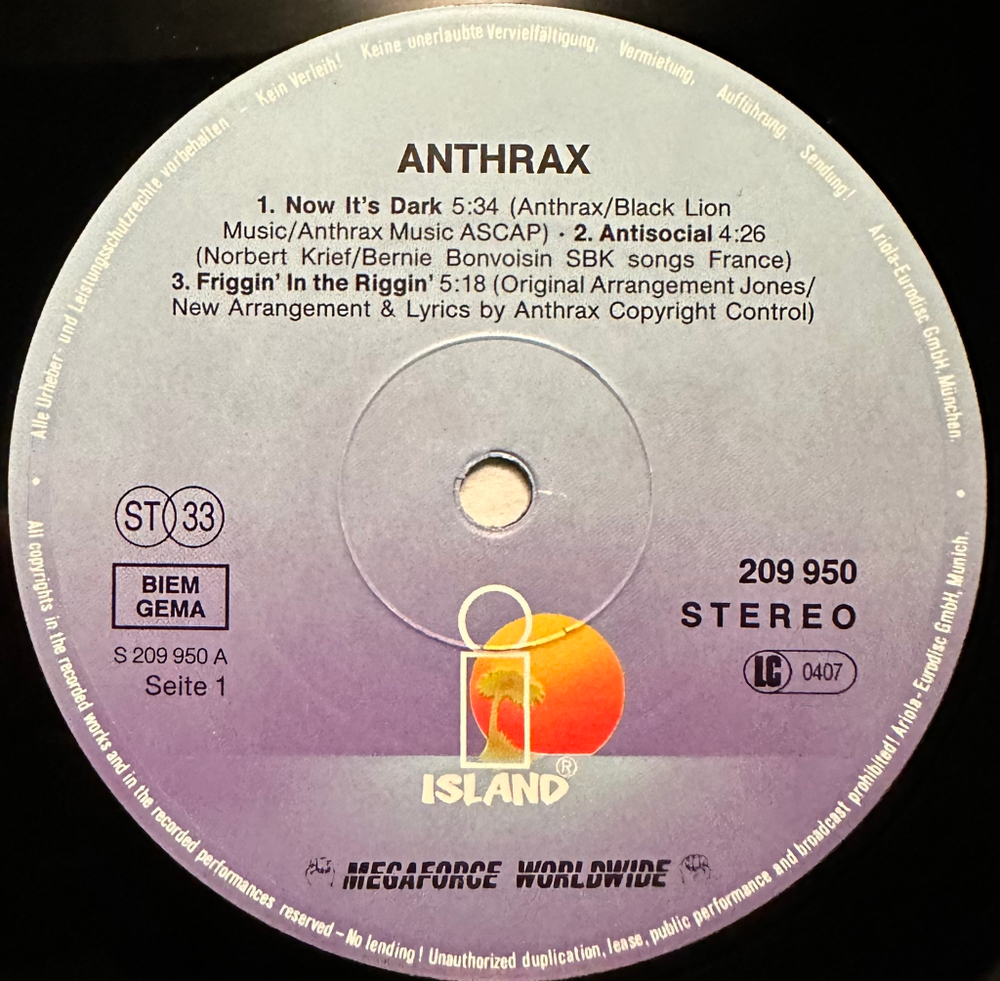 Alle Urheber- und Leistungsschutzrechte vorbehalten – Kein Verleih! Keine unerlaubte Vervielfältigung, Vermietung, Aufführung, Sendung! Ariola-Eurodisc GmbH, München.
ANTHRAX
1. Now It's Dark 5:34 (Anthrax/Black Lion
Music/Anthrax Music ASCAP) · 2. Antisocial 4:26
(Norbert Krief/Bernie Bonvoisin SBK songs France)
3. Friggin' In the Riggin' 5:18 (Original Arrangement Jones/
New Arrangement & Lyrics by Anthrax Copyright Control)
ST 33
BIEM
GEMA
S 209 950 A
Seite 1
209 950
STEREO
LC 0407
ISLAND ®
MEGAFORCE WORLDWIDE
All copyrights in the recorded works and in the recorded performances reserved – No lending! Unauthorized duplication, lease, public performance and broadcast prohibited! Ariola-Eurodisc GmbH, Munich.